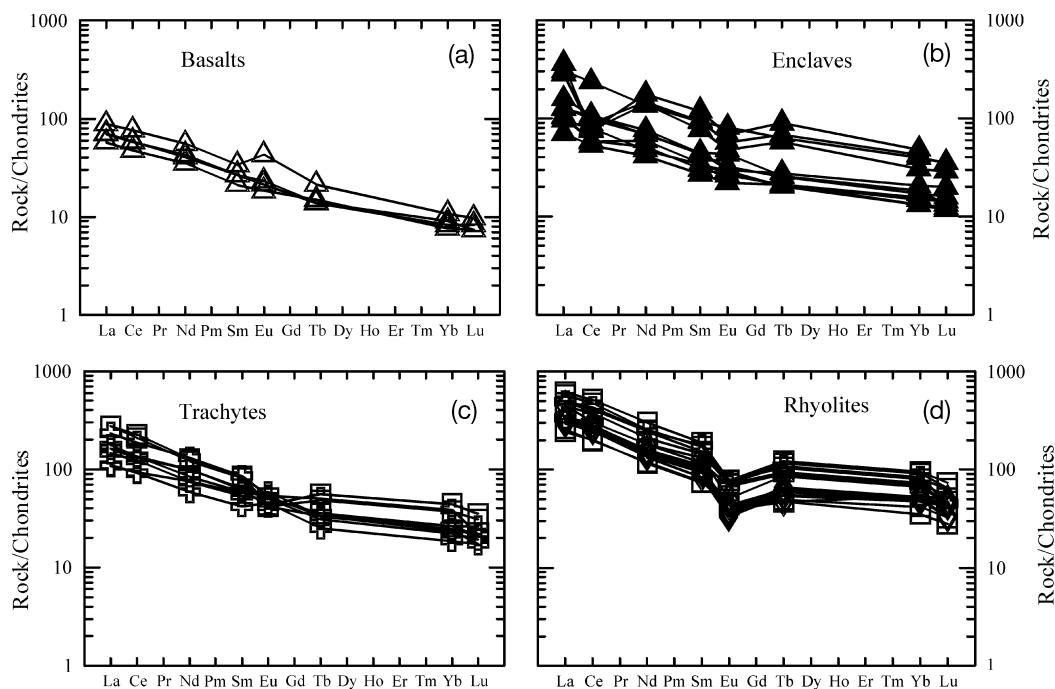 1000
100
10
1
Rock/Chondrites
Basalts
(a)
La Ce Pr Nd Pm Sm Eu Gd Tb Dy Ho Er Tm Yb Lu
Enclaves
(b)
1000
100
10
1
Rock/Chondrites
La Ce Pr Nd Pm Sm Eu Gd Tb Dy Ho Er Tm Yb Lu
1000
100
10
1
Rock/Chondrites
Trachytes
(c)
La Ce Pr Nd Pm Sm Eu Gd Tb Dy Ho Er Tm Yb Lu
Rhyolites
(d)
1000
100
10
1
Rock/Chondrites
La Ce Pr Nd Pm Sm Eu Gd Tb Dy Ho Er Tm Yb Lu